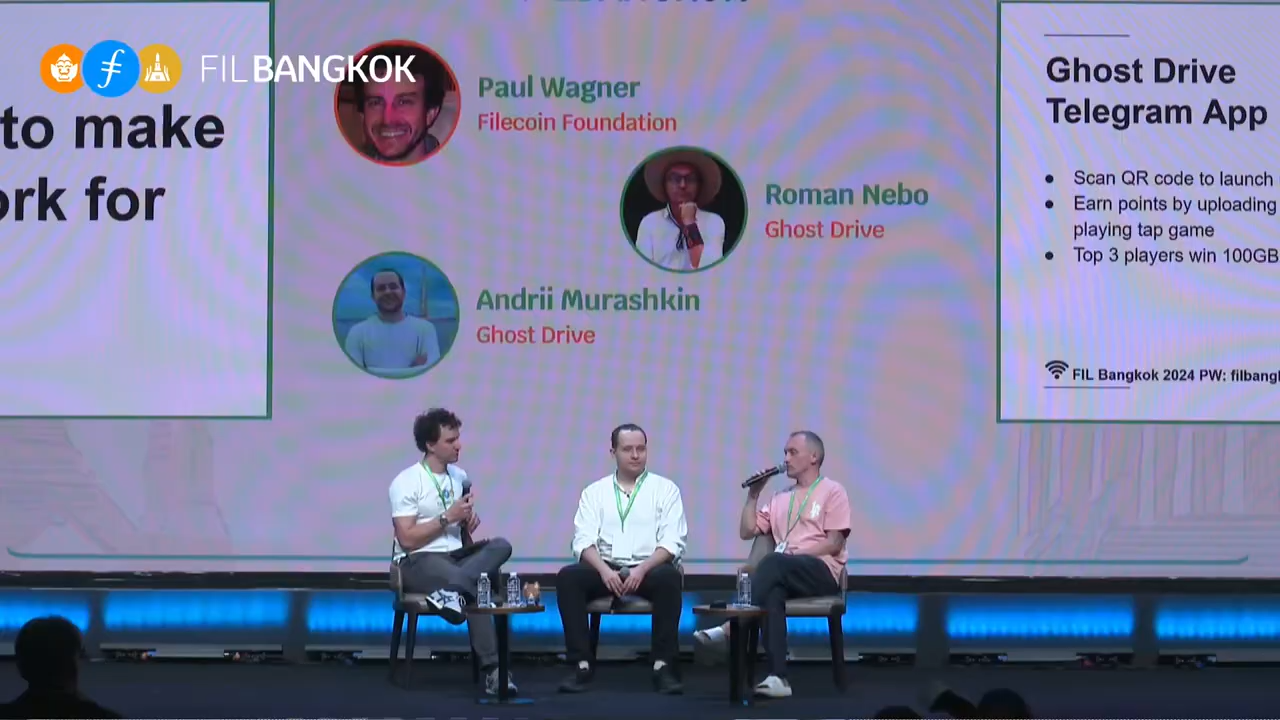 FIL BANGKOK
to make
ork for
Paul Wagner
Filecoin Foundation
Roman Nebo
Ghost Drive
Andrii Murashkin
Ghost Drive
Ghost Drive
Telegram App
Scan QR code to launch
Earn points by uploading
playing tap game
Top 3 players win 100GB
FIL Bangkok 2024 PW: filbangk